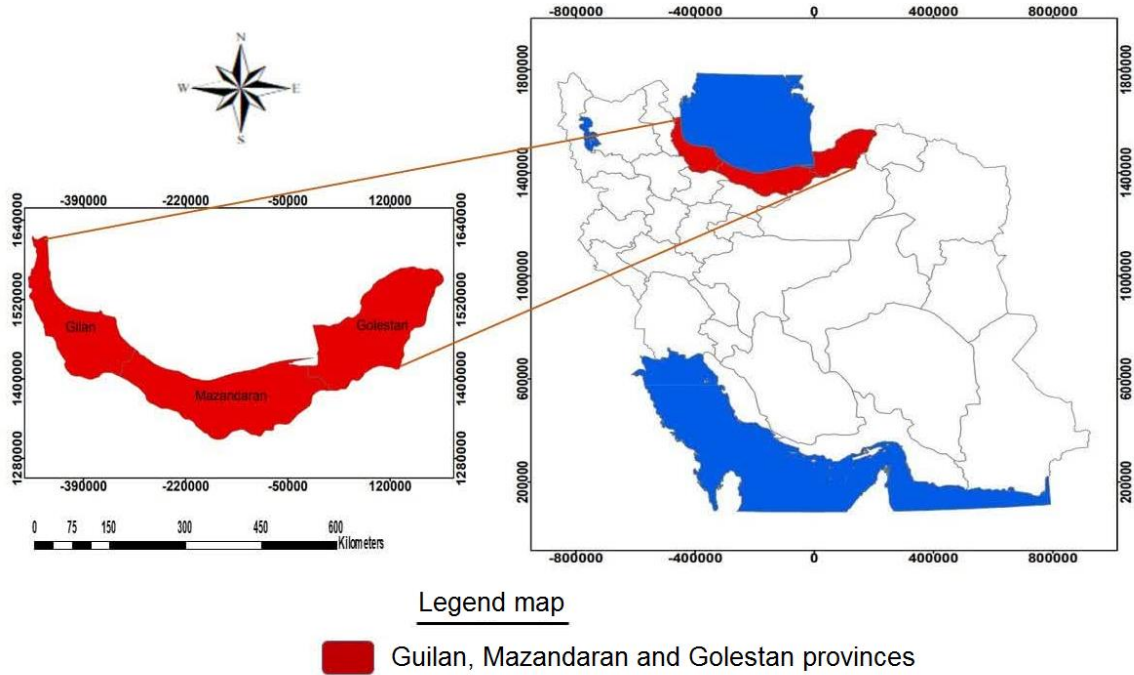 -800000 -400000 0 400000 800000
N
W E
S
1800000
1400000
1000000
600000
200000
1800000
1400000
1000000
600000
200000
-800000 -400000 0 400000 800000
-390000 -220000 -50000 120000
1640000
1520000
1400000
1280000
1640000
1520000
1400000
1280000
Gilan
Golestan
Mazandaran
-390000 -220000 -50000 120000
0 75 150 300 450 600
Kilometers
Legend map
Guilan, Mazandaran and Golestan provinces